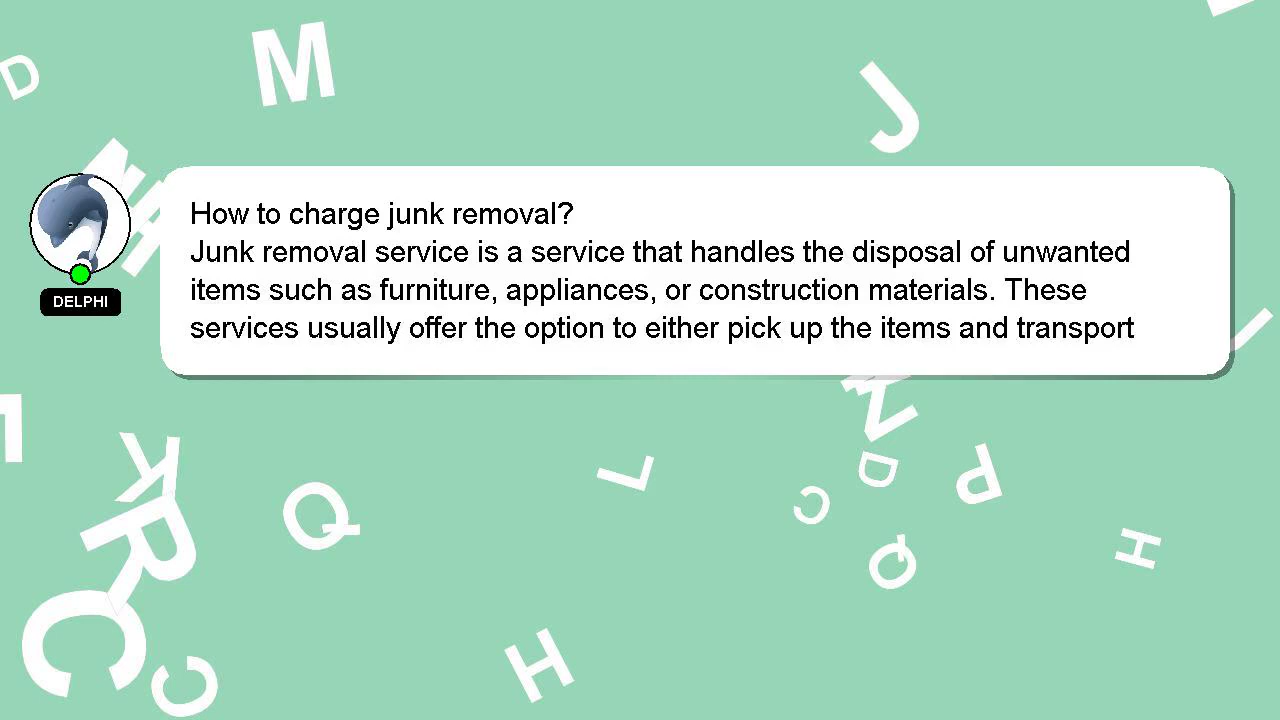 How to charge junk removal?
Junk removal service is a service that handles the disposal of unwanted
items such as furniture, appliances, or construction materials. These
services usually offer the option to either pick up the items and transport
DELPHI
D
M
J
L
Z
D
P
C
Q
H
K
R
Q
C
C
H